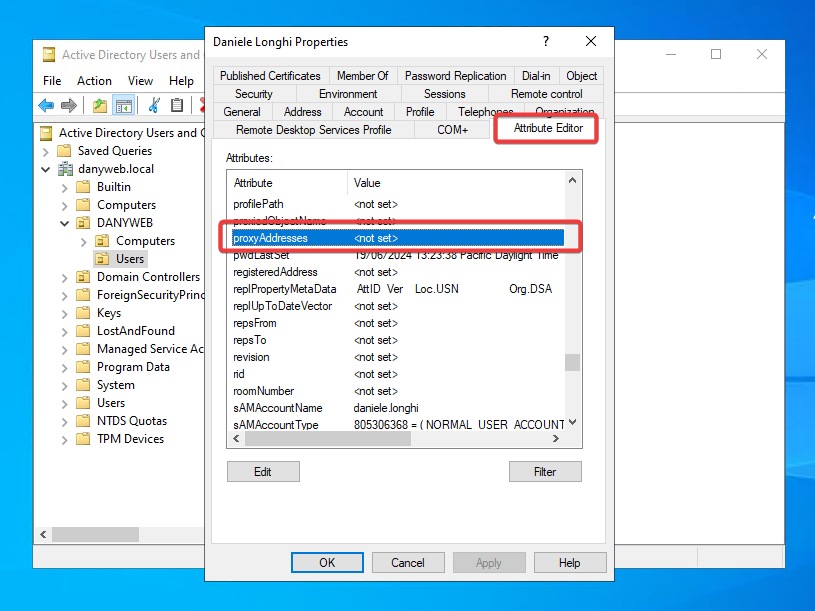 Active Directory Users and
File Action View Help
Active Directory Users and C
Saved Queries
danyweb.local
Builtin
Computers
DANYWEB
Computers
Users
Domain Controllers
ForeignSecurityPrinc
Keys
LostAndFound
Managed Service Ac
Program Data
System
Users
NTDS Quotas
TPM Devices
Daniele Longhi Properties
?
Published Certificates Member Of Password Replication Dial-in Object
Security Environment Sessions Remote control
General Address Account Profile Telephones Organization
Remote Desktop Services Profile COM+ Attribute Editor
Attributes:
Attribute Value
profilePath <not set>
proxiedObjectName <not set>
proxyAddresses <not set>
pwdLastSet 19/06/2024 13:23:38 Pacific Daylight Time
registeredAddress <not set>
replPropertyMetaData AttID Ver Loc.USN Org.DSA
replUpToDateVector <not set>
repsFrom <not set>
repsTo <not set>
revision <not set>
rid <not set>
roomNumber <not set>
sAMAccountName daniele.longhi
sAMAccountType 805306368 = ( NORMAL_USER_ACCOUNT
Edit Filter
OK Cancel Apply Help